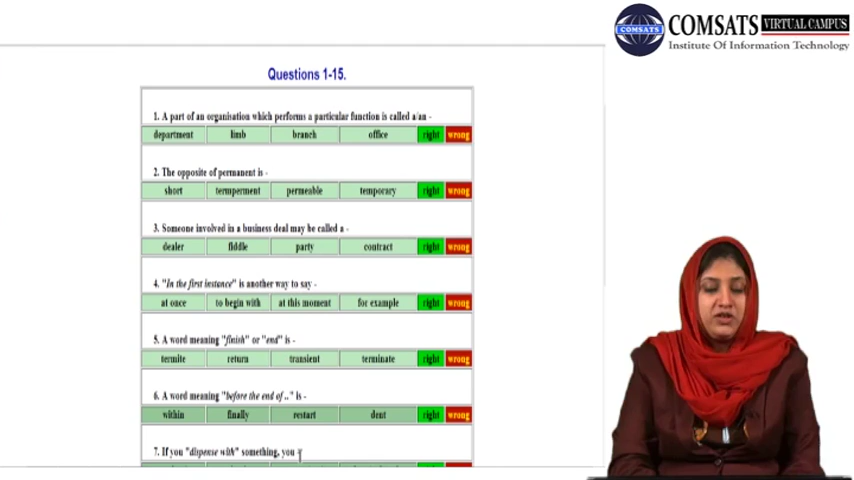 COMSATS VIRTUAL CAMPUS
COMSATS
Institute Of Information Technology
Questions 1-15.
1. A part of an organisation which performs a particular function is called a/an -
department limb branch office right wrong
2. The opposite of permanent is -
short termperment permeable temporary right wrong
3. Someone involved in a business deal may be called a -
dealer fiddle party contract right wrong
4. "In the first instance" is another way to say -
at once to begin with at this moment for example right wrong
5. A word meaning "finish" or "end" is -
termite return transient terminate right wrong
6. A word meaning "before the end of.." is -
within finally restart dent right wrong
7. If you "dispense with" something, you